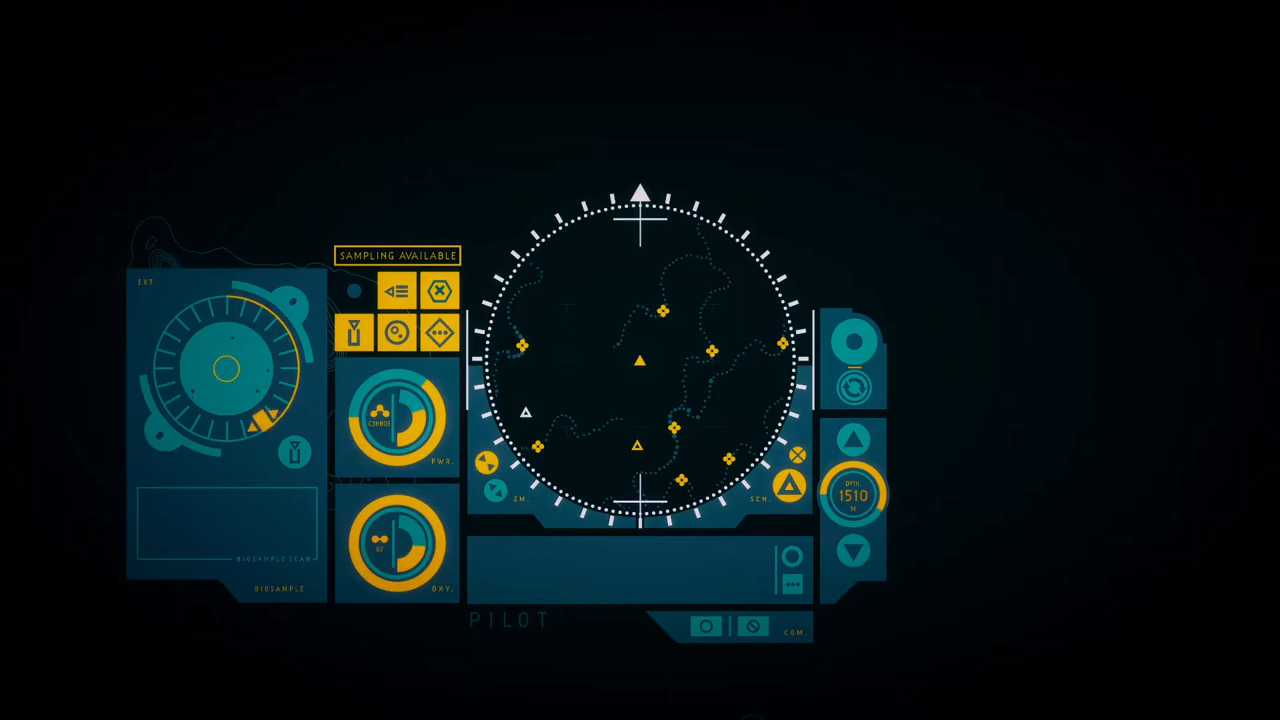 EXT.
SAMPLING AVAILABLE
C3H8O3
PWR.
O2
OXY.
BIOSAMPLE SCAN
BIOSAMPLE
ZM.
SCN.
DPTH.
1510
M
PILOT
COM.